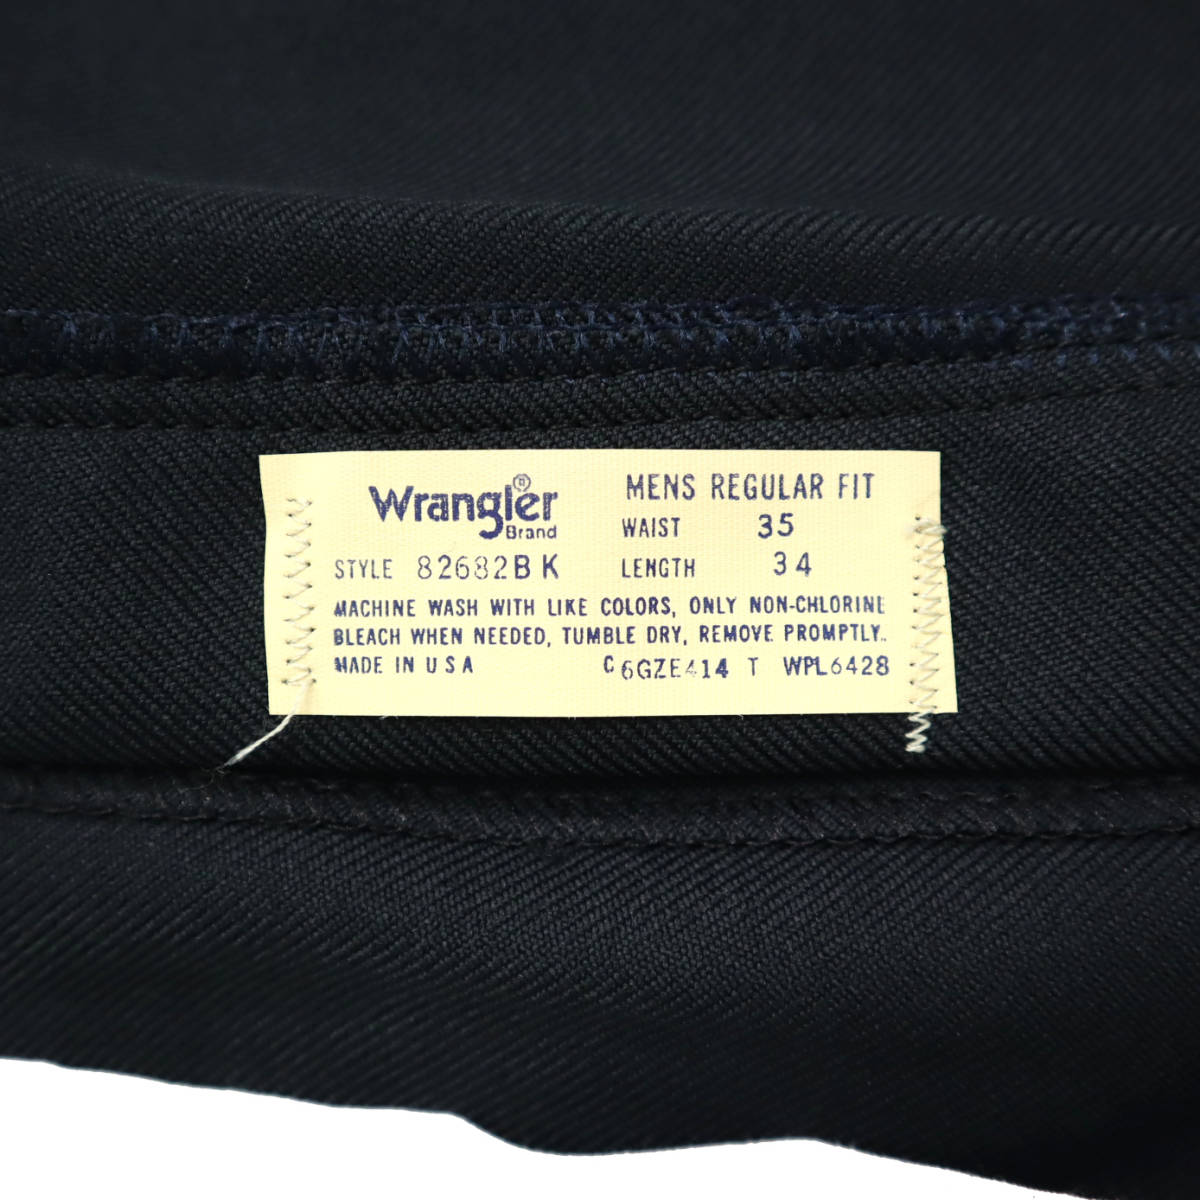 Wrangler®
Brand
MENS REGULAR FIT
WAIST 35
STYLE 82682BK LENGTH 34
MACHINE WASH WITH LIKE COLORS, ONLY NON-CHLORINE
BLEACH WHEN NEEDED, TUMBLE DRY, REMOVE PROMPTLY.
MADE IN U S A C6GZE414 T WPL6428